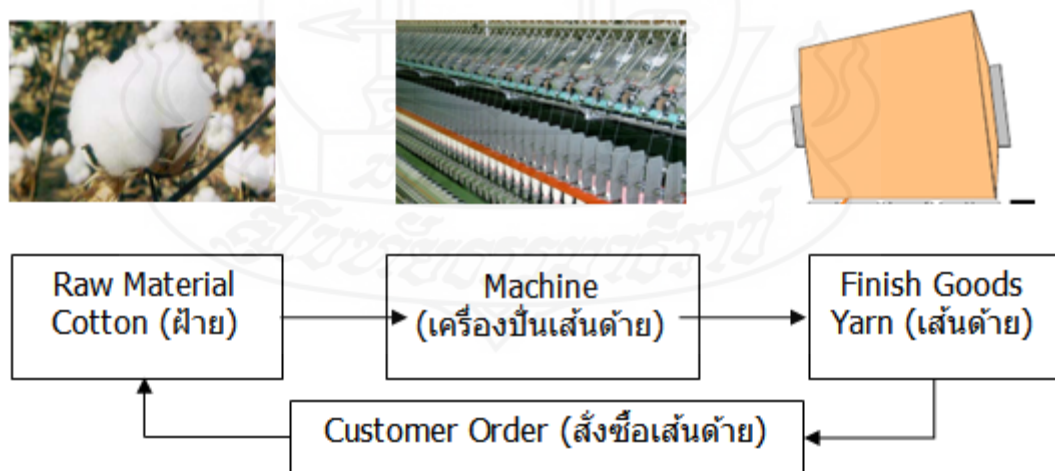 Raw Material
Cotton (ฝ้าย)
Machine
(เครื่องปั่นเส้นด้าย)
Finish Goods
Yarn (เส้นด้าย)
Customer Order (สั่งซื้อเส้นด้าย)